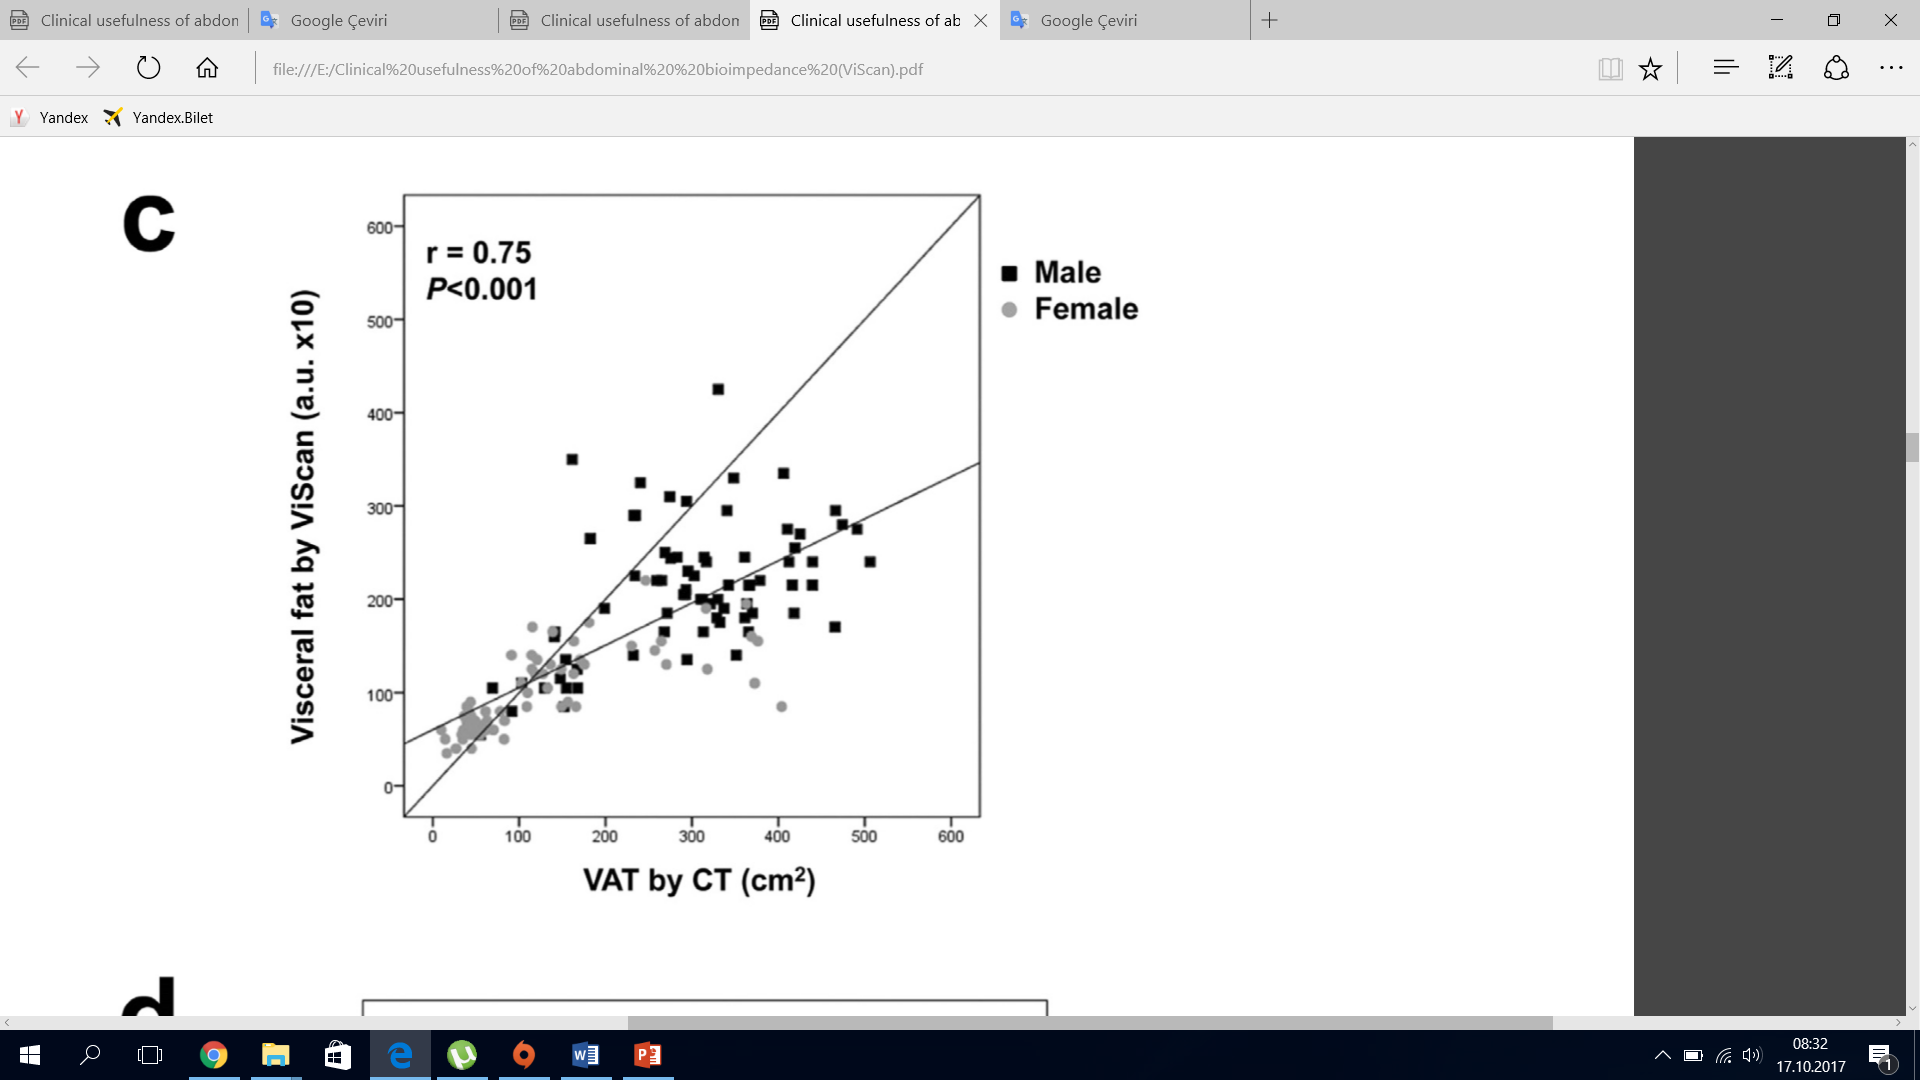 Clinical usefulness of abdon
Google Çeviri
Clinical usefulness of abdon
Clinical usefulness of ab
Google Çeviri
file:///E:/Clinical%20usefulness%20of%20abdominal%20%20bioimpedance%20(ViScan).pdf
Yandex
Yandex.Bilet
c
r = 0.75
P<0.001
Male
Female
Visceral fat by ViScan (a.u. x10)
600
500
400
300
200
100
0
0 100 200 300 400 500 600
VAT by CT (cm²)
d
08:32
17.10.2017
1